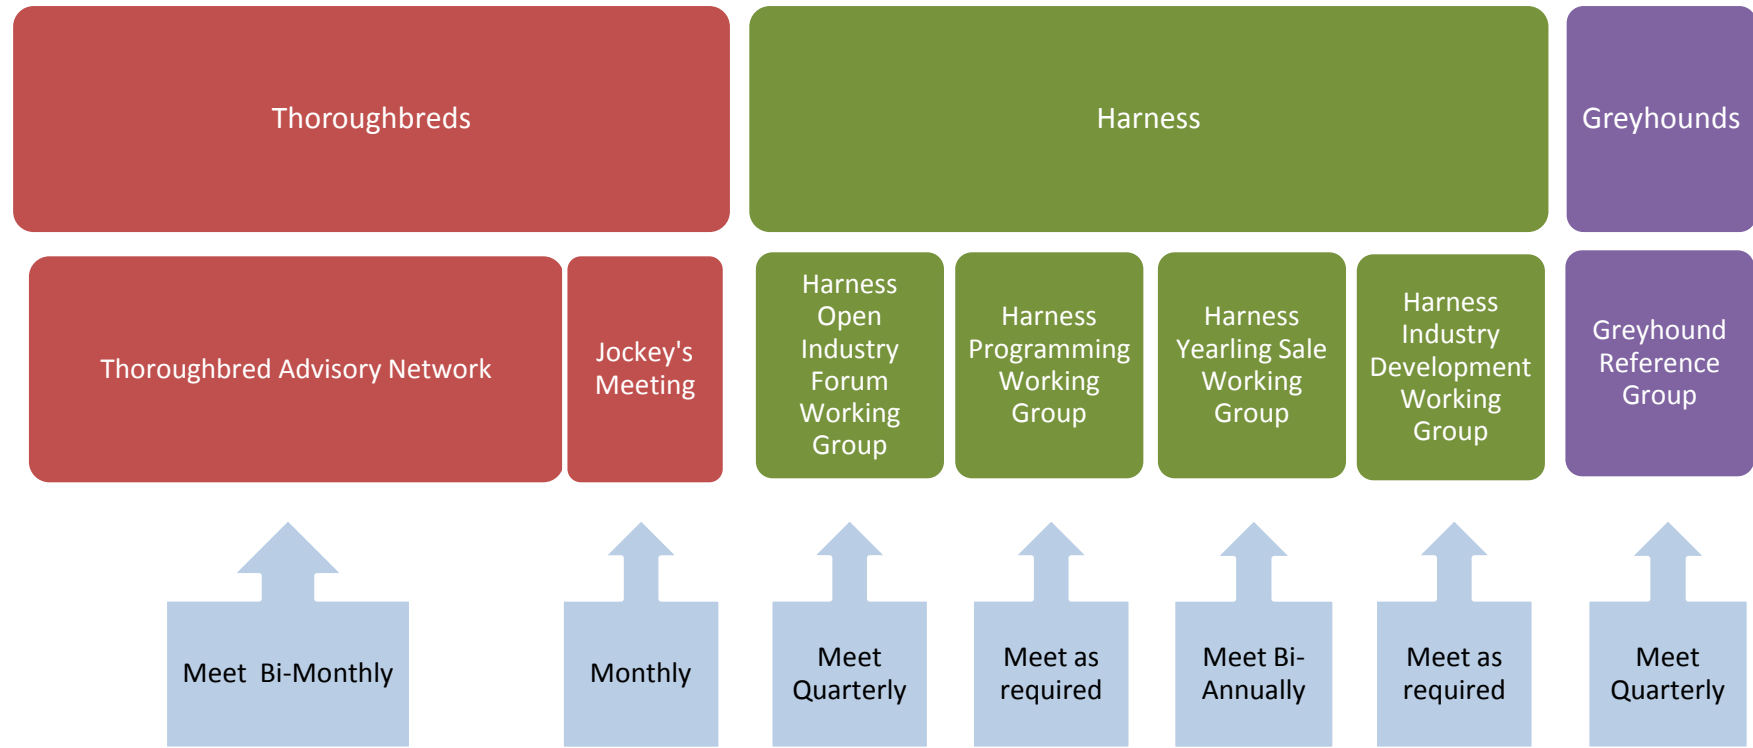 Thoroughbreds
Harness
Greyhounds
Thoroughbred Advisory Network
Jockey's
Meeting
Harness
Open
Industry
Forum
Working
Group
Harness
Programming
Working
Group
Harness
Yearling Sale
Working
Group
Harness
Industry
Development
Working
Group
Greyhound
Reference
Group
Meet  Bi-Monthly
Monthly
Meet
Quarterly
Meet as
required
Meet Bi-
Annually
Meet as
required
Meet
Quarterly